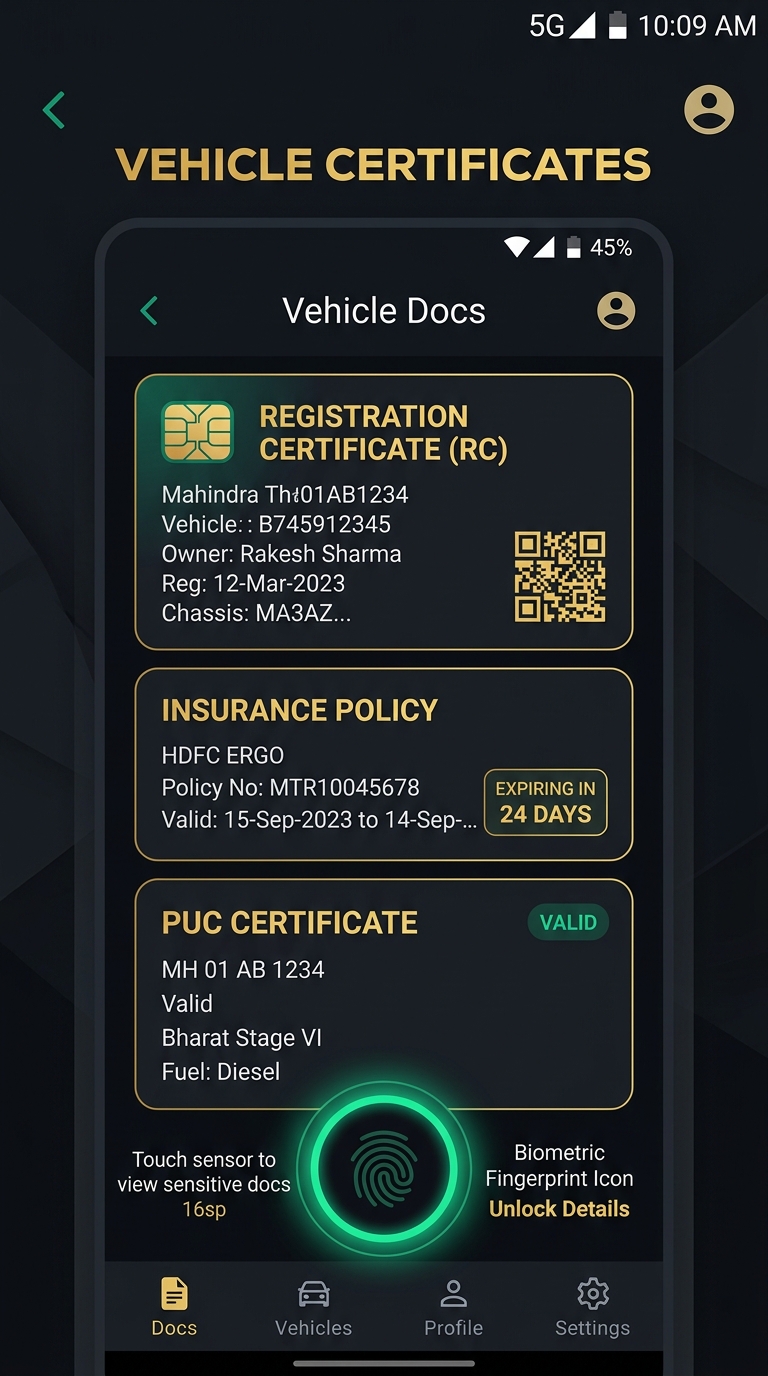 5G 10:09 AM
VEHICLE CERTIFICATES
45%
Vehicle Docs
REGISTRATION
CERTIFICATE (RC)
Mahindra 01AB1234
Vehicle: : B745912345
Owner: Rakesh Sharma
Reg: 12-Mar-2023
Chassis: MA3AZ...
INSURANCE POLICY
HDFC ERGO
Policy No: MTR10045678
Valid: 15-Sep-2023 to 14-Sep-...
EXPIRING IN
24 DAYS
PUC CERTIFICATE
VALID
MH 01 AB 1234
Valid
Bharat Stage VI
Fuel: Diesel
Touch sensor to
view sensitive docs
16sp
Biometric
Fingerprint Icon
Unlock Details
Docs
Vehicles
Profile
Settings